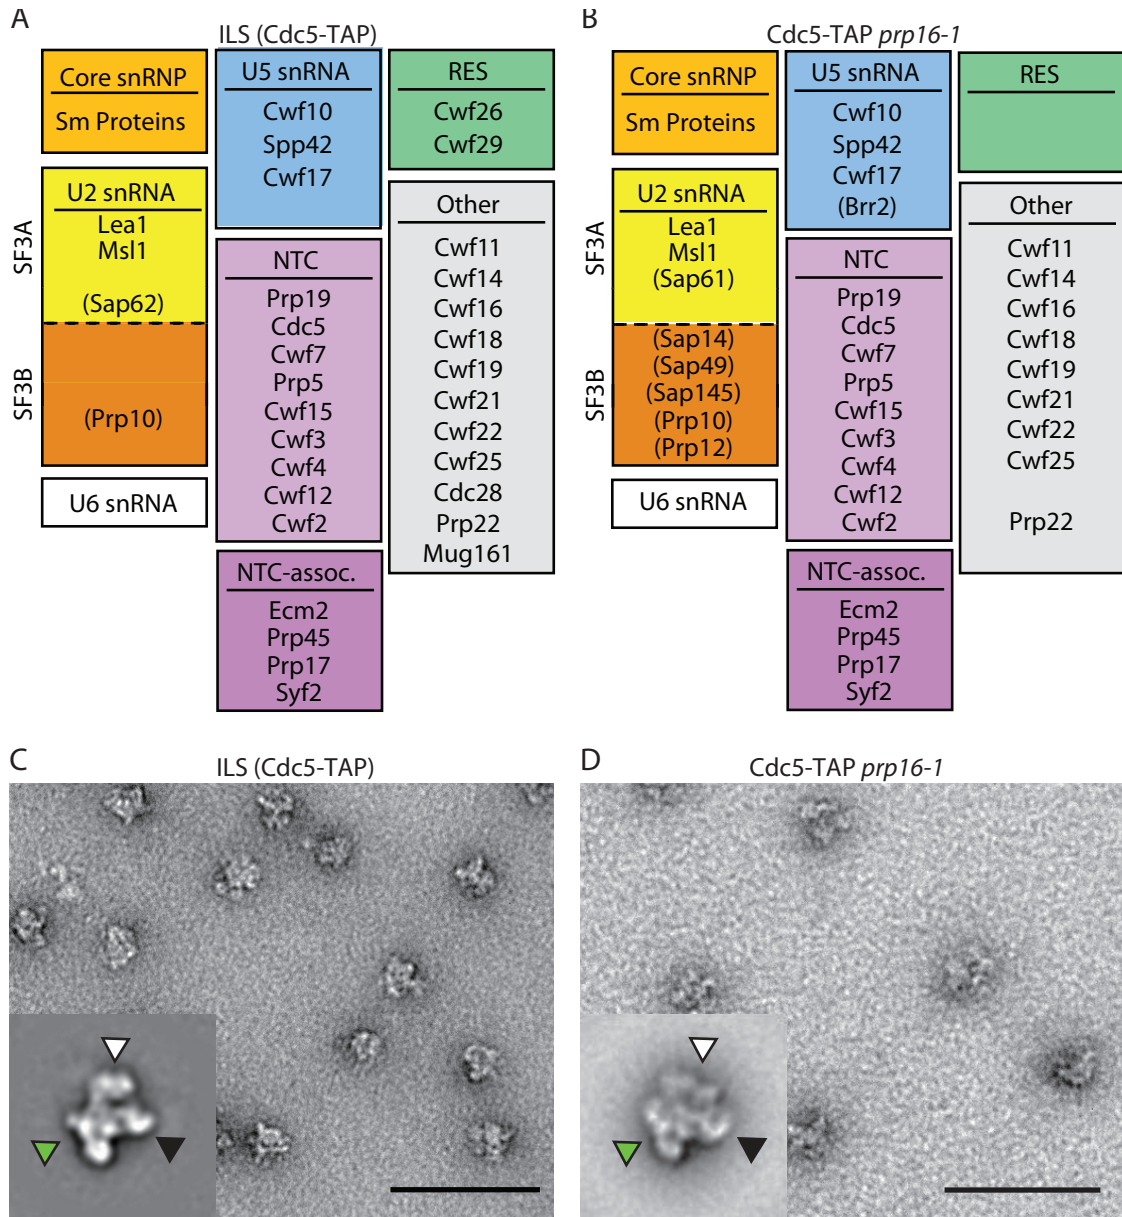 A
ILS (Cdc5-TAP)
Core snRNP
Sm Proteins
SF3A
U2 snRNA
Lea1
Msl1
(Sap62)
SF3B
(Prp10)
U6 snRNA
U5 snRNA
Cwf10
Spp42
Cwf17
NTC
Prp19
Cdc5
Cwf7
Prp5
Cwf15
Cwf3
Cwf4
Cwf12
Cwf2
NTC-assoc.
Ecm2
Prp45
Prp17
Syf2
RES
Cwf26
Cwf29
Other
Cwf11
Cwf14
Cwf16
Cwf18
Cwf19
Cwf21
Cwf22
Cwf25
Cdc28
Prp22
Mug161
B
Cdc5-TAP prp16-1
Core snRNP
Sm Proteins
SF3A
U2 snRNA
Lea1
Msl1
(Sap61)
SF3B
(Sap14)
(Sap49)
(Sap145)
(Prp10)
(Prp12)
U6 snRNA
U5 snRNA
Cwf10
Spp42
Cwf17
(Brr2)
NTC
Prp19
Cdc5
Cwf7
Prp5
Cwf15
Cwf3
Cwf4
Cwf12
Cwf2
NTC-assoc.
Ecm2
Prp45
Prp17
Syf2
RES
Other
Cwf11
Cwf14
Cwf16
Cwf18
Cwf19
Cwf21
Cwf22
Cwf25
Prp22
C
ILS (Cdc5-TAP)
D
Cdc5-TAP prp16-1